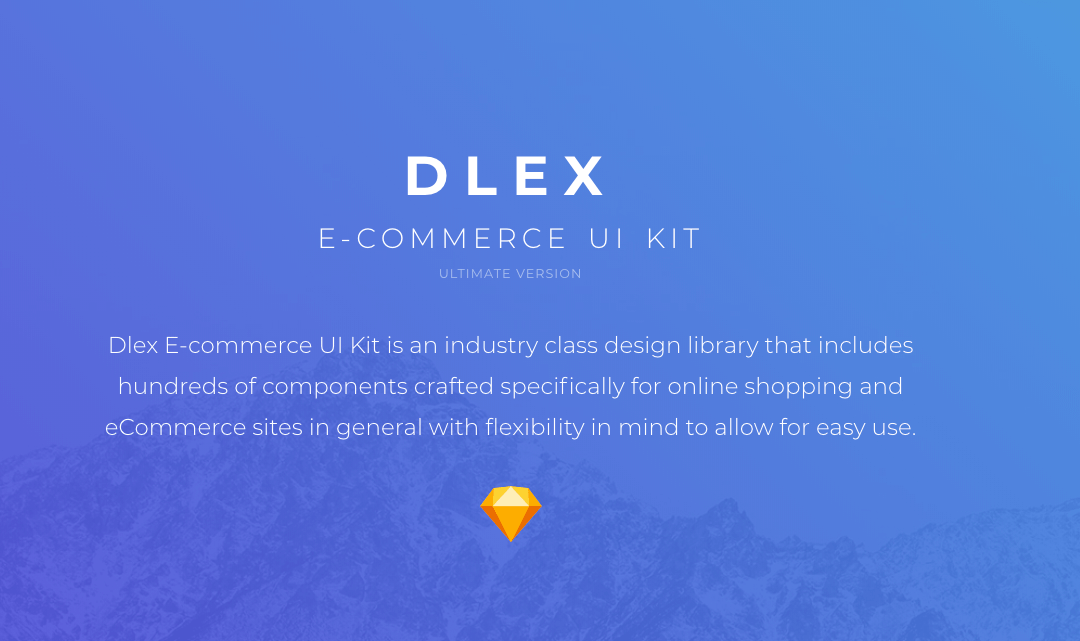 DLEX
E-COMMERCE UI KIT
ULTIMATE VERSION
Dlex E-commerce UI Kit is an industry class design library that includes
hundreds of components crafted specifically for online shopping and
eCommerce sites in general with flexibility in mind to allow for easy use.